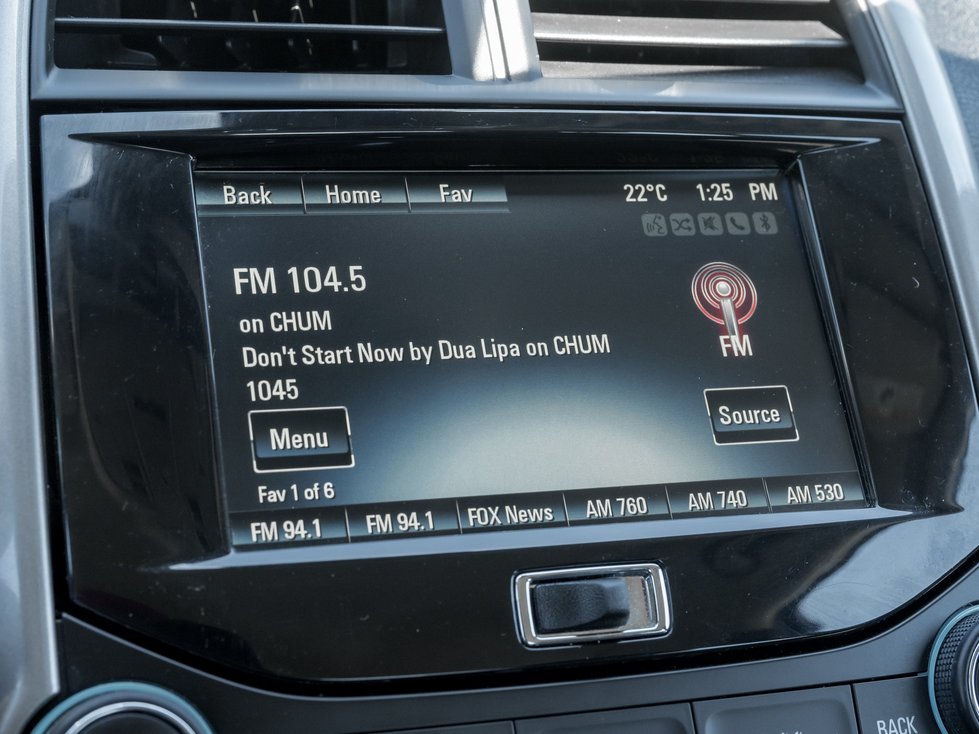 Back Home Fav 22°C 1:25 PM
FM 104.5
on CHUM
Don't Start Now by Dua Lipa on CHUM
1045
FM
Menu
Source
Fav 1 of 6
FM 94.1 FM 94.1 FOX News AM 760 AM 740 AM 530
BACK